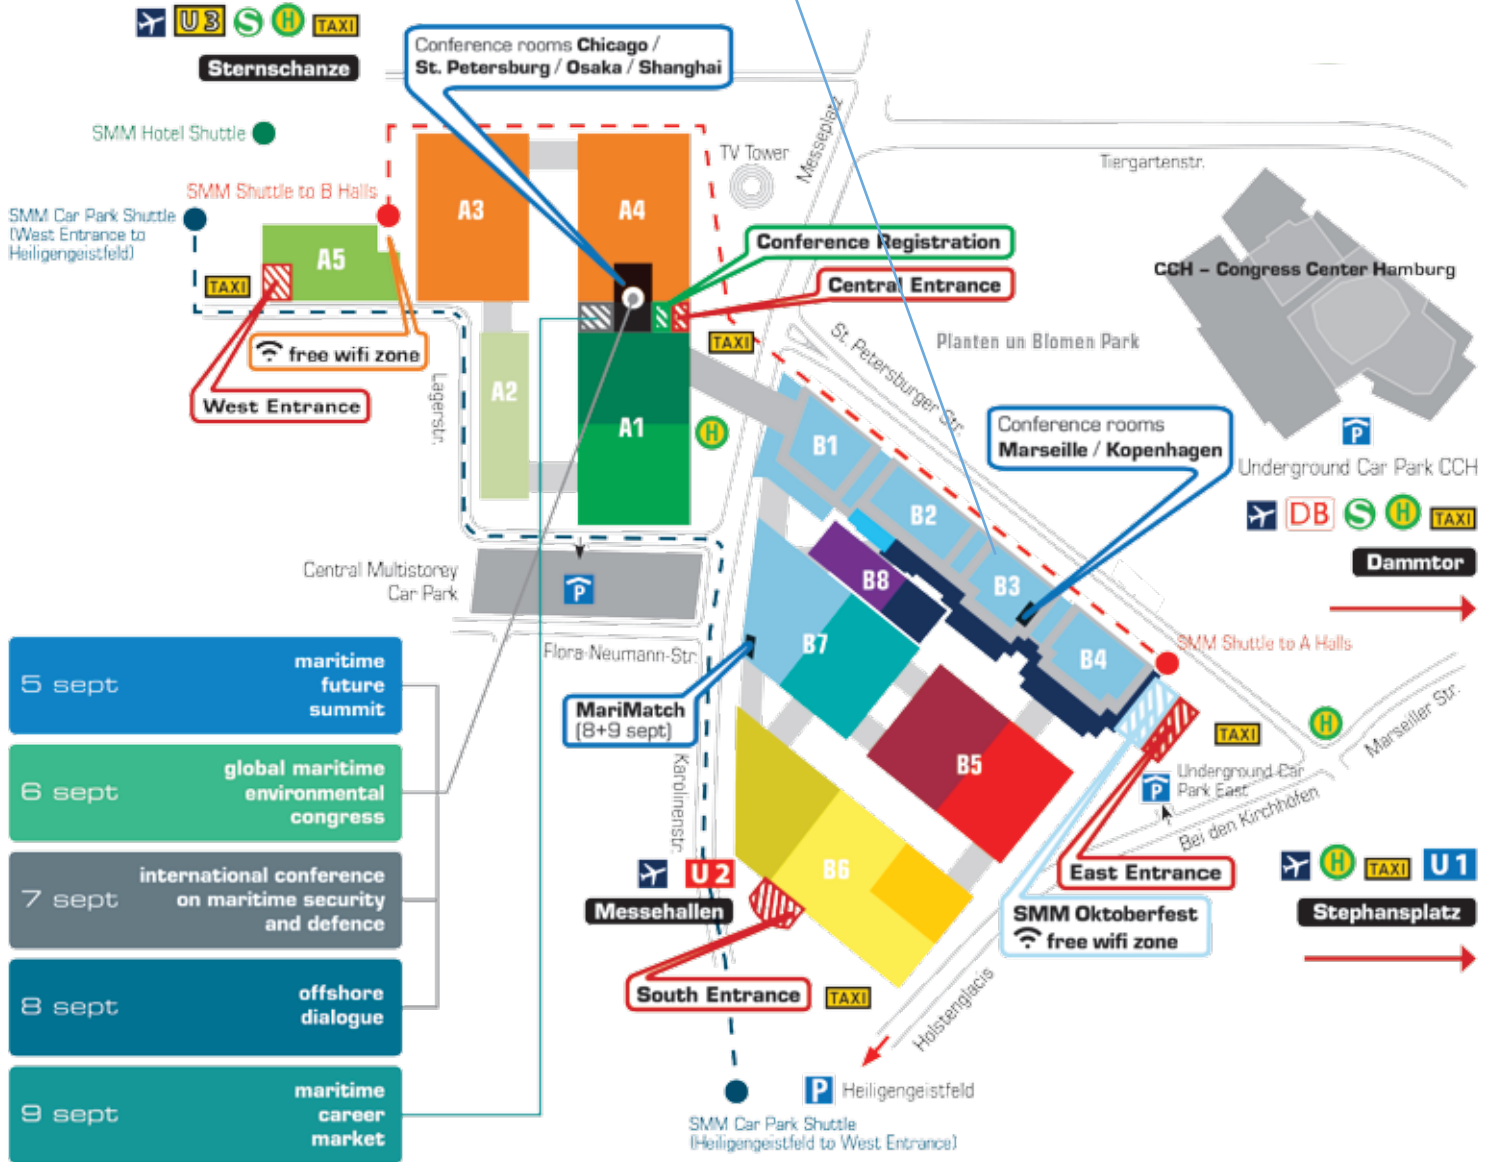 U3 S H TAXI
Sternschanze
SMM Hotel Shuttle
SMM Shuttle to B Halls
SMM Car Park Shuttle
(West Entrance to
Heiligengeistfeld)
TAXI
A5
free wifi zone
West Entrance
Conference rooms Chicago /
St. Petersburg / Osaka / Shanghai
A3
A4
TV Tower
Messeplatz
Tiergartenstr.
Conference Registration
Central Entrance
TAXI
CCH – Congress Center Hamburg
Planten un Blomen Park
St. Petersburger Str.
Lagerstr.
A2
A1
H
B1
B2
B3
B4
Conference rooms
Marseille / Kopenhagen
P
Underground Car Park CCH
DB S H TAXI
Dammtor
SMM Shuttle to A Halls
Central Multistorey
Car Park
P
Flora-Neumann-Str.
B8
B7
MariMatch
(8+9 sept)
Karolinenstr.
B5
B6
TAXI
H
Marseiller Str.
P
Underground Car
Park East
Bei den Kirchhöfen
East Entrance
SMM Oktoberfest
free wifi zone
H TAXI U1
Stephansplatz
U2
Messehallen
South Entrance
TAXI
Holstenglacis
P Heiligengeistfeld
SMM Car Park Shuttle
(Heiligengeistfeld to West Entrance)
5 sept
maritime
future
summit
6 sept
global maritime
environmental
congress
7 sept
international conference
on maritime security
and defence
8 sept
offshore
dialogue
9 sept
maritime
career
market